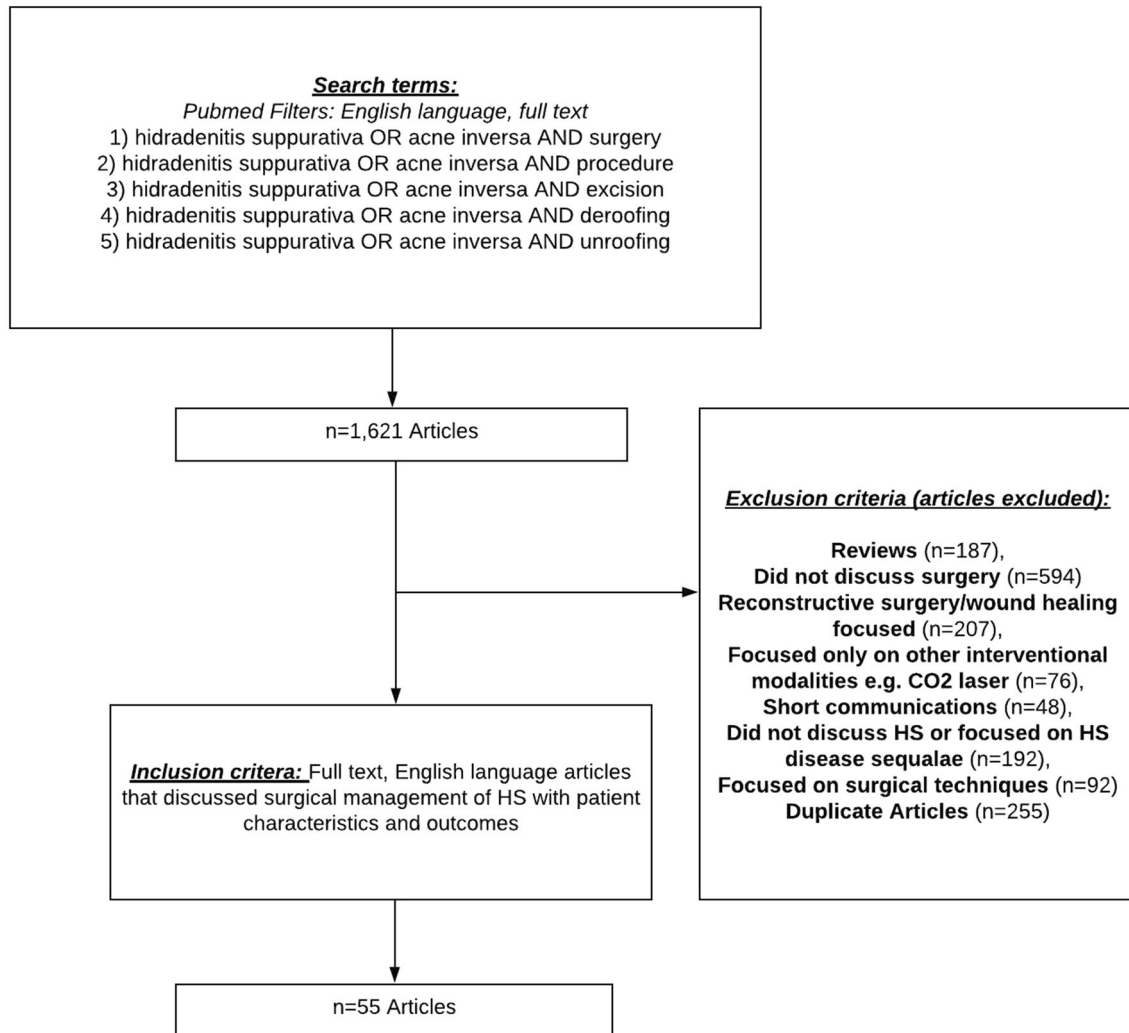 Search terms:
Pubmed Filters: English language, full text
1) hidradenitis suppurativa OR acne inversa AND surgery
2) hidradenitis suppurativa OR acne inversa AND procedure
3) hidradenitis suppurativa OR acne inversa AND excision
4) hidradenitis suppurativa OR acne inversa AND deroofing
5) hidradenitis suppurativa OR acne inversa AND unroofing
n=1,621 Articles
Exclusion criteria (articles excluded):
Reviews (n=187),
Did not discuss surgery (n=594)
Reconstructive surgery/wound healing
focused (n=207),
Focused only on other interventional
modalities e.g. CO2 laser (n=76),
Short communications (n=48),
Did not discuss HS or focused on HS
disease sequalae (n=192),
Focused on surgical techniques (n=92)
Duplicate Articles (n=255)
Inclusion critera: Full text, English language articles
that discussed surgical management of HS with patient
characteristics and outcomes
n=55 Articles